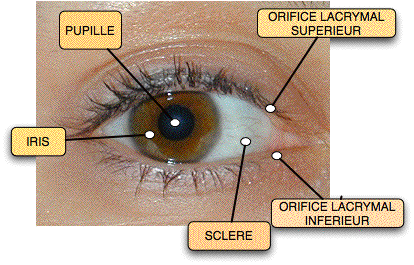 PUPILLE
ORIFICE LACRYMAL
SUPERIEUR
IRIS
ORIFICE LACRYMAL
INFERIEUR
SCLERE